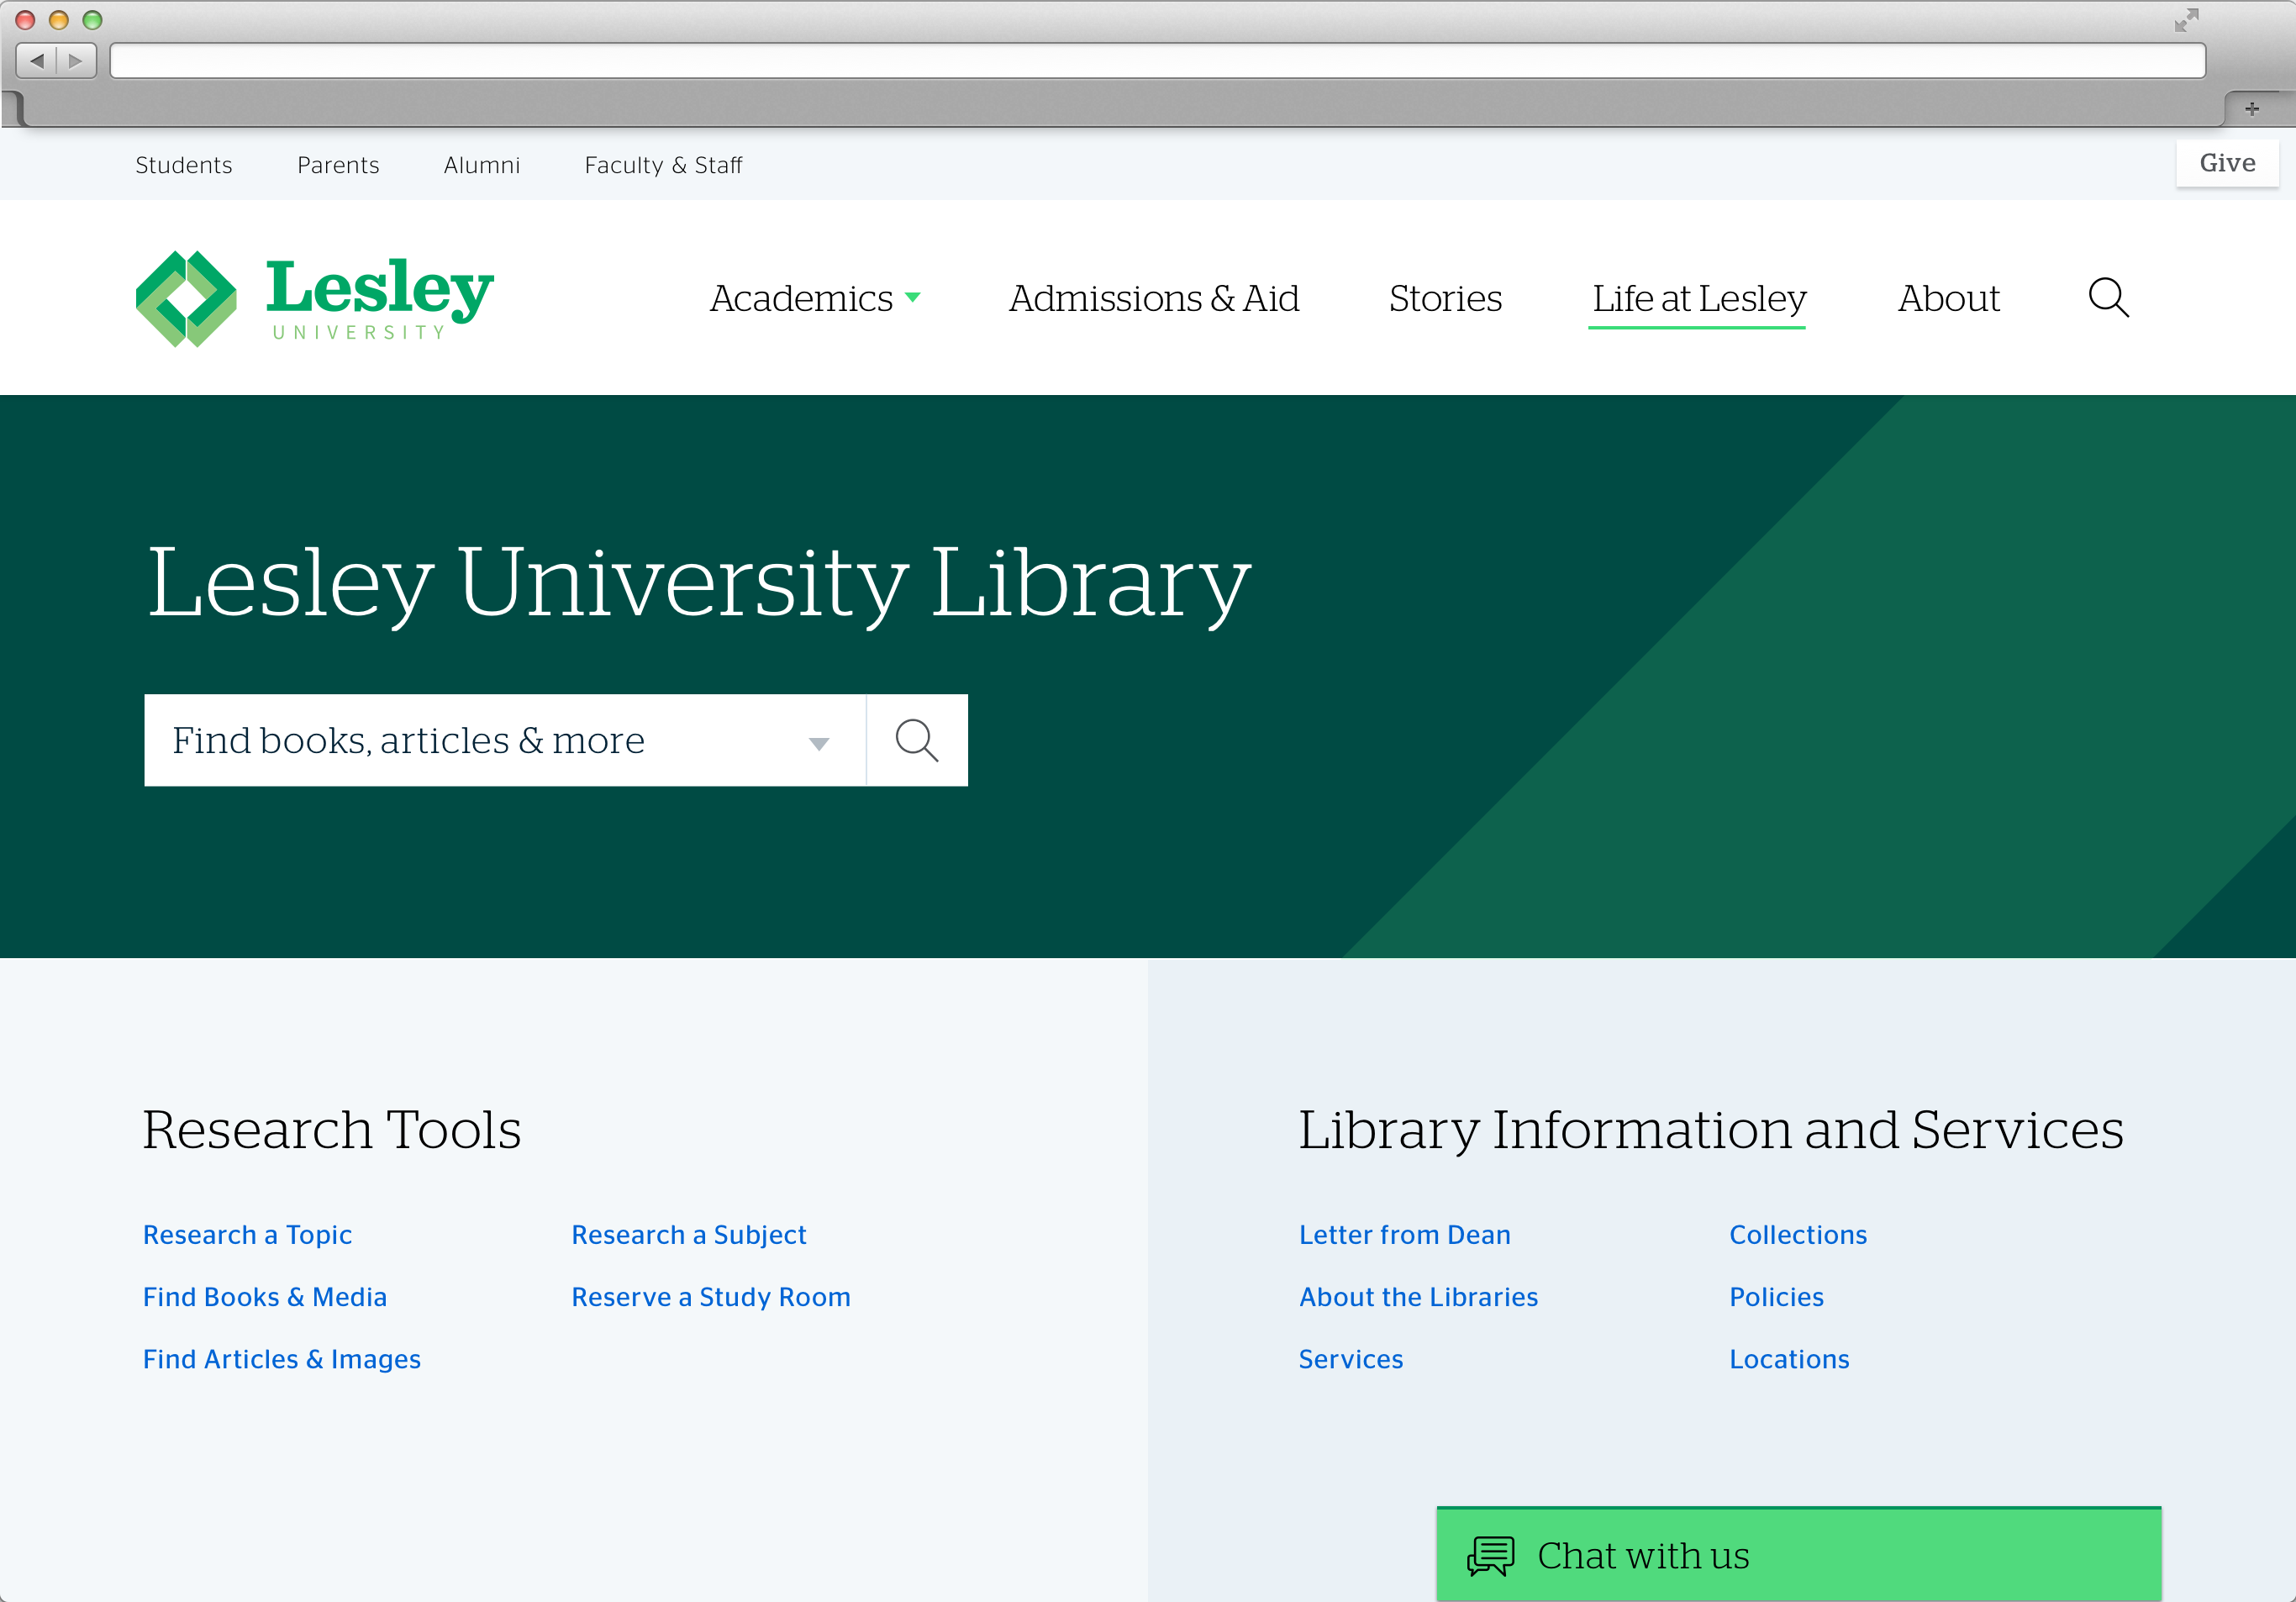 Students Parents Alumni Faculty & Staff Give
Lesley
UNIVERSITY
Academics Admissions & Aid Stories Life at Lesley About
Lesley University Library
Find books, articles & more
Research Tools
Research a Topic Research a Subject
Find Books & Media Reserve a Study Room
Find Articles & Images
Library Information and Services
Letter from Dean Collections
About the Libraries Policies
Services Locations
Chat with us